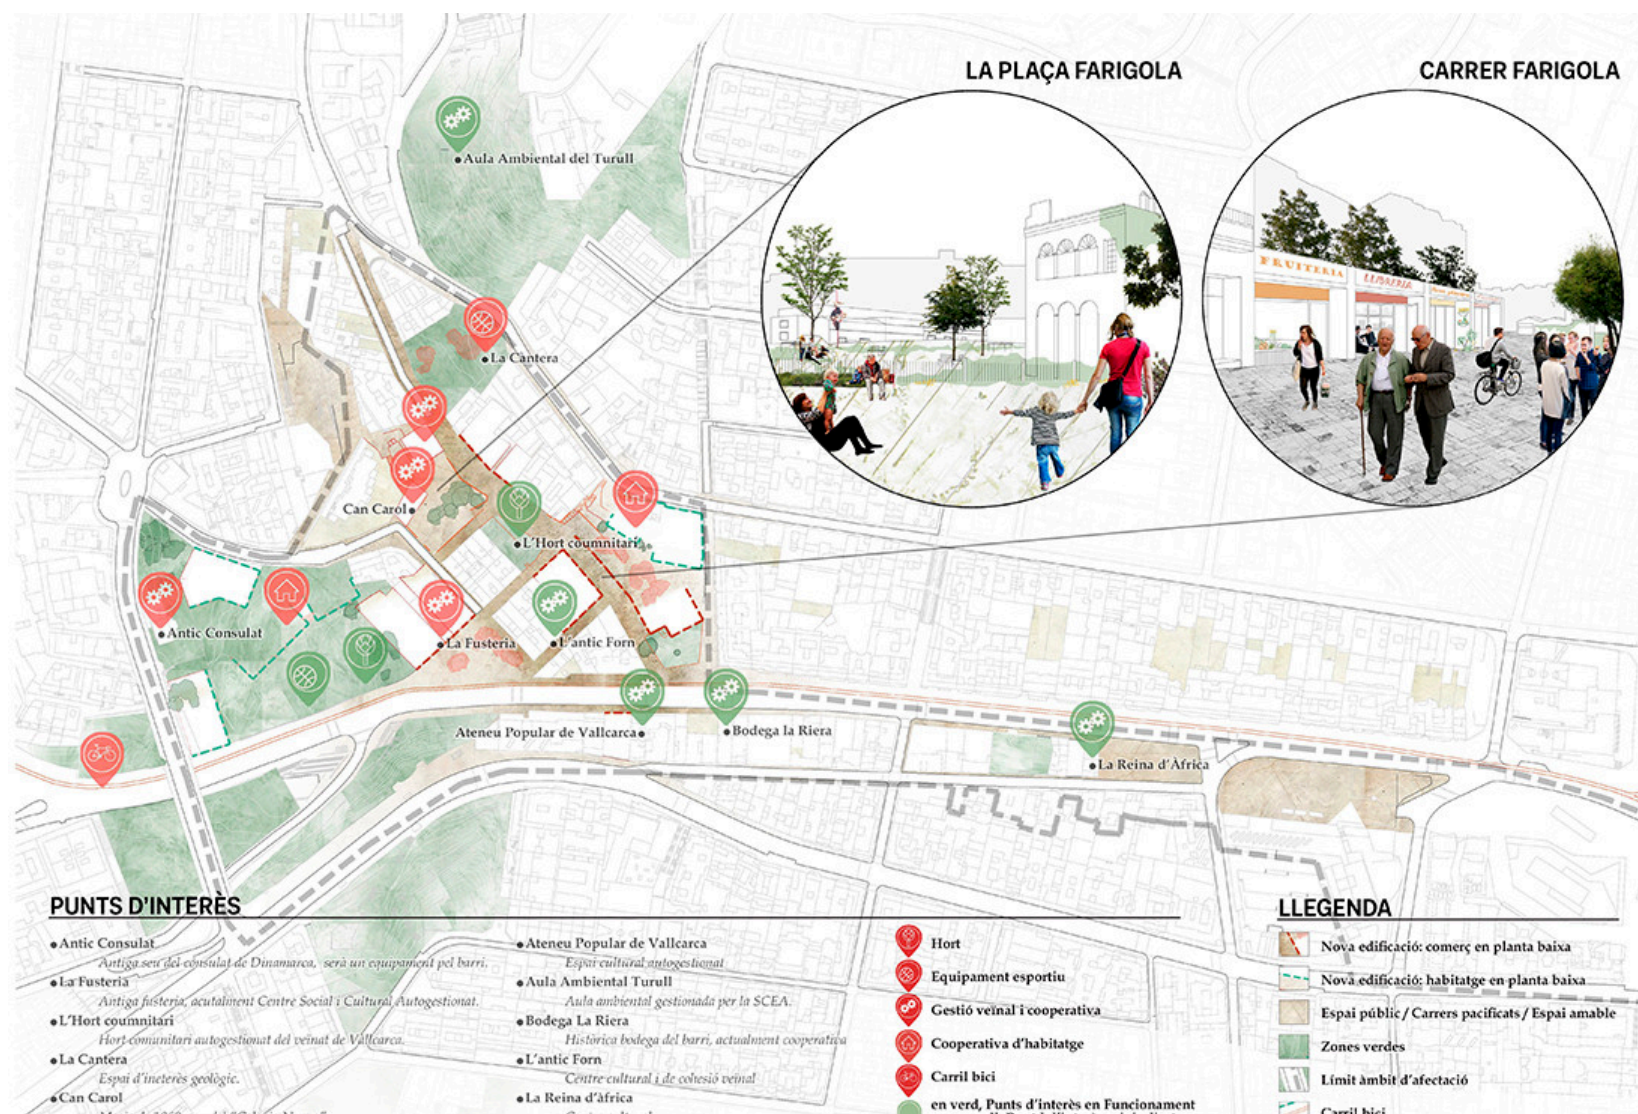 LA PLAÇA FARIGOLA
CARRER FARIGOLA
Aula Ambiental del Turull
FRUITERIA
LLIBRERIA
La Cantera
Can Carol
L'Hort coumnitari
Antic Consulat
La Fusteria
L'antic Forn
Ateneu Popular de Vallcarca
Bodega la Riera
La Reina d'Àfrica
PUNTS D'INTERÈS
Antic Consulat
Antiga seu del consulat de Dinamarca, serà un equipament pel barri.
La Fusteria
Antiga fusteria, acutalment Centre Social i Cultural Autogestionat.
L'Hort coumnitari
Hort comunitari autogestionat del veïnat de Vallcarca.
La Cantera
Espai d'ineterès geològic.
Can Carol
Ateneu Popular de Vallcarca
Espai cultural autogestionat
Aula Ambiental Turull
Aula ambiental gestionada per la SCEA.
Bodega La Riera
Històrica bodega del barri, actualment cooperativa
L'antic Forn
Centre cultural i de cohesió veïnal
La Reina d'àfrica
Hort
Equipament esportiu
Gestió veïnal i cooperativa
Cooperativa d'habitatge
Carril bici
en verd, Punts d'interès en Funcionament
LLEGENDA
Nova edificació: comerç en planta baixa
Nova edificació: habitatge en planta baixa
Espai públic / Carrers pacificats / Espai amable
Zones verdes
Límit àmbit d'afectació
Carril bici